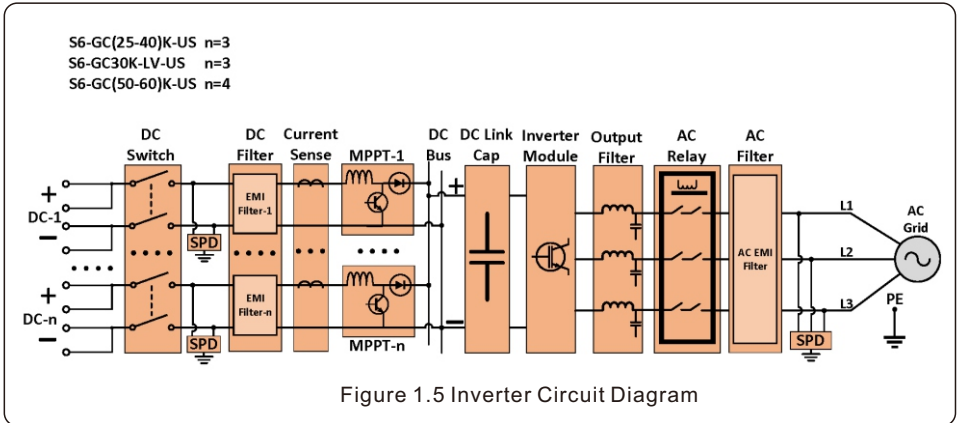 S6-GC(25-40)K-US n=3
S6-GC30K-LV-US n=3
S6-GC(50-60)K-US n=4
DC Switch
DC Filter
Current Sense
MPPT-1
DC Bus
DC Link Cap
Inverter Module
Output Filter
AC Relay
AC Filter
+
DC-1
−
SPD
EMI Filter-1
+
−
L1
L2
L3
AC Grid
PE
AC EMI Filter
+
DC-n
−
SPD
EMI Filter-n
MPPT-n
SPD
Figure 1.5 Inverter Circuit Diagram